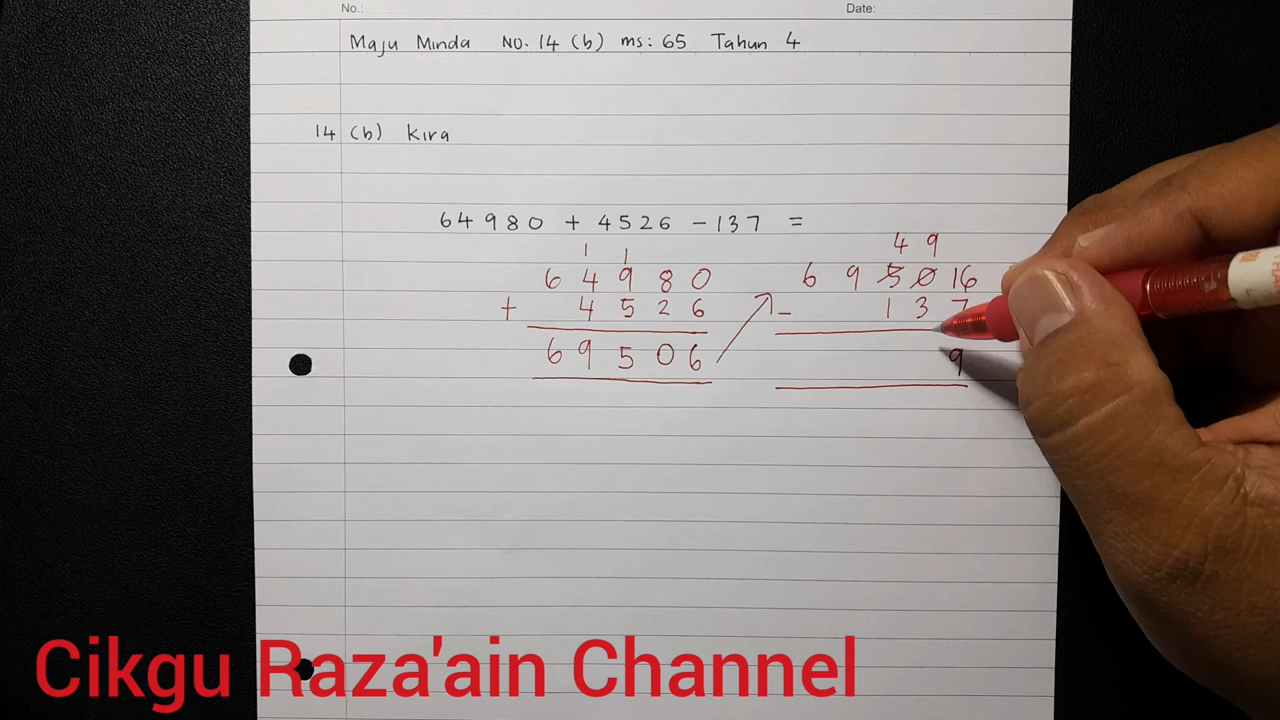 No.: Date:
Maju Minda No. 14 (b) ms: 65 Tahun 4
14 (b) Kira
64980 + 4526 - 137 =
1 1
6 4 9 8 0
+ 4 5 2 6
6 9 5 0 6
4 9
6 9 5 0 16
- 1 3 7
9
Cikgu Raza'ain Channel